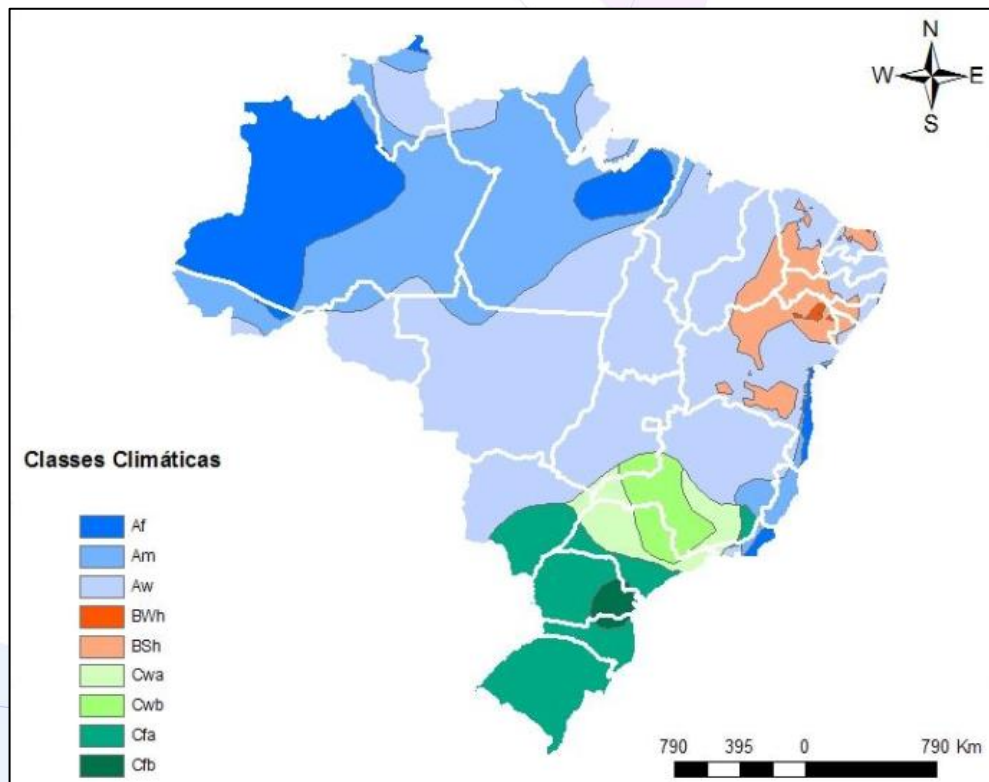 N
W E
S
Classes Climáticas
Af
Am
Aw
BWh
BSh
Cwa
Cwb
Cfa
Cfb
790 395 0 790 Km